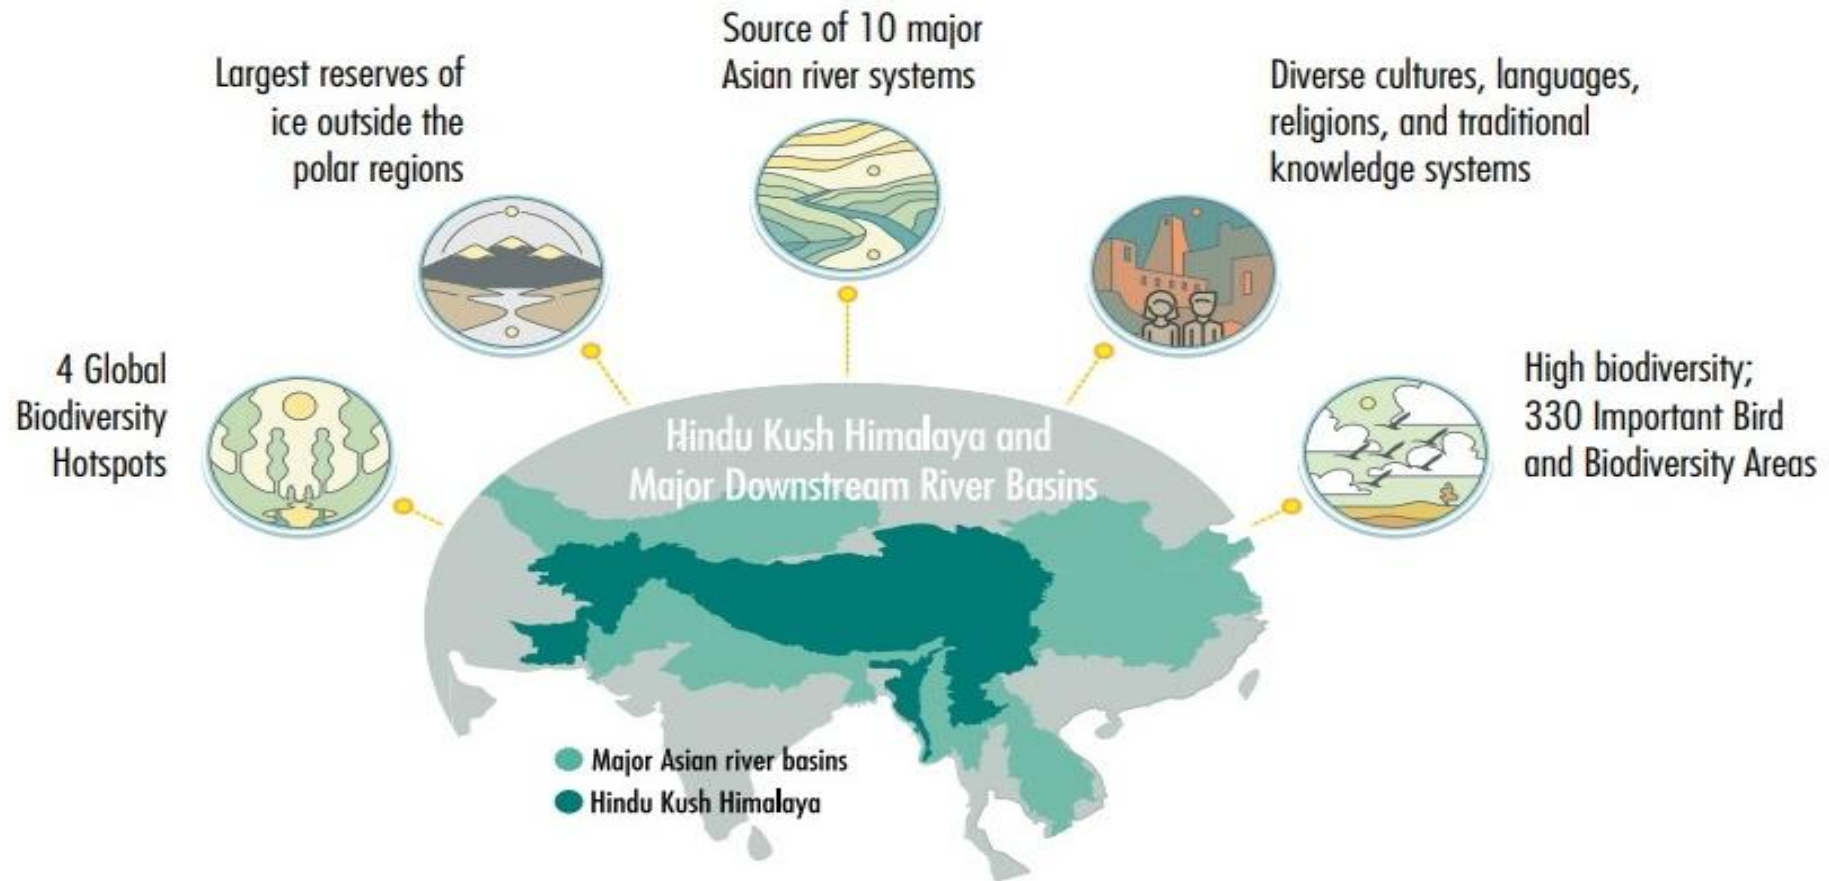 Source of 10 major
Asian river systems
Largest reserves of
ice outside the
polar regions
Diverse cultures, languages,
religions, and traditional
knowledge systems
4 Global
Biodiversity
Hotspots
High biodiversity;
330 Important Bird
and Biodiversity Areas
Hindu Kush Himalaya and
Major Downstream River Basins
Major Asian river basins
Hindu Kush Himalaya